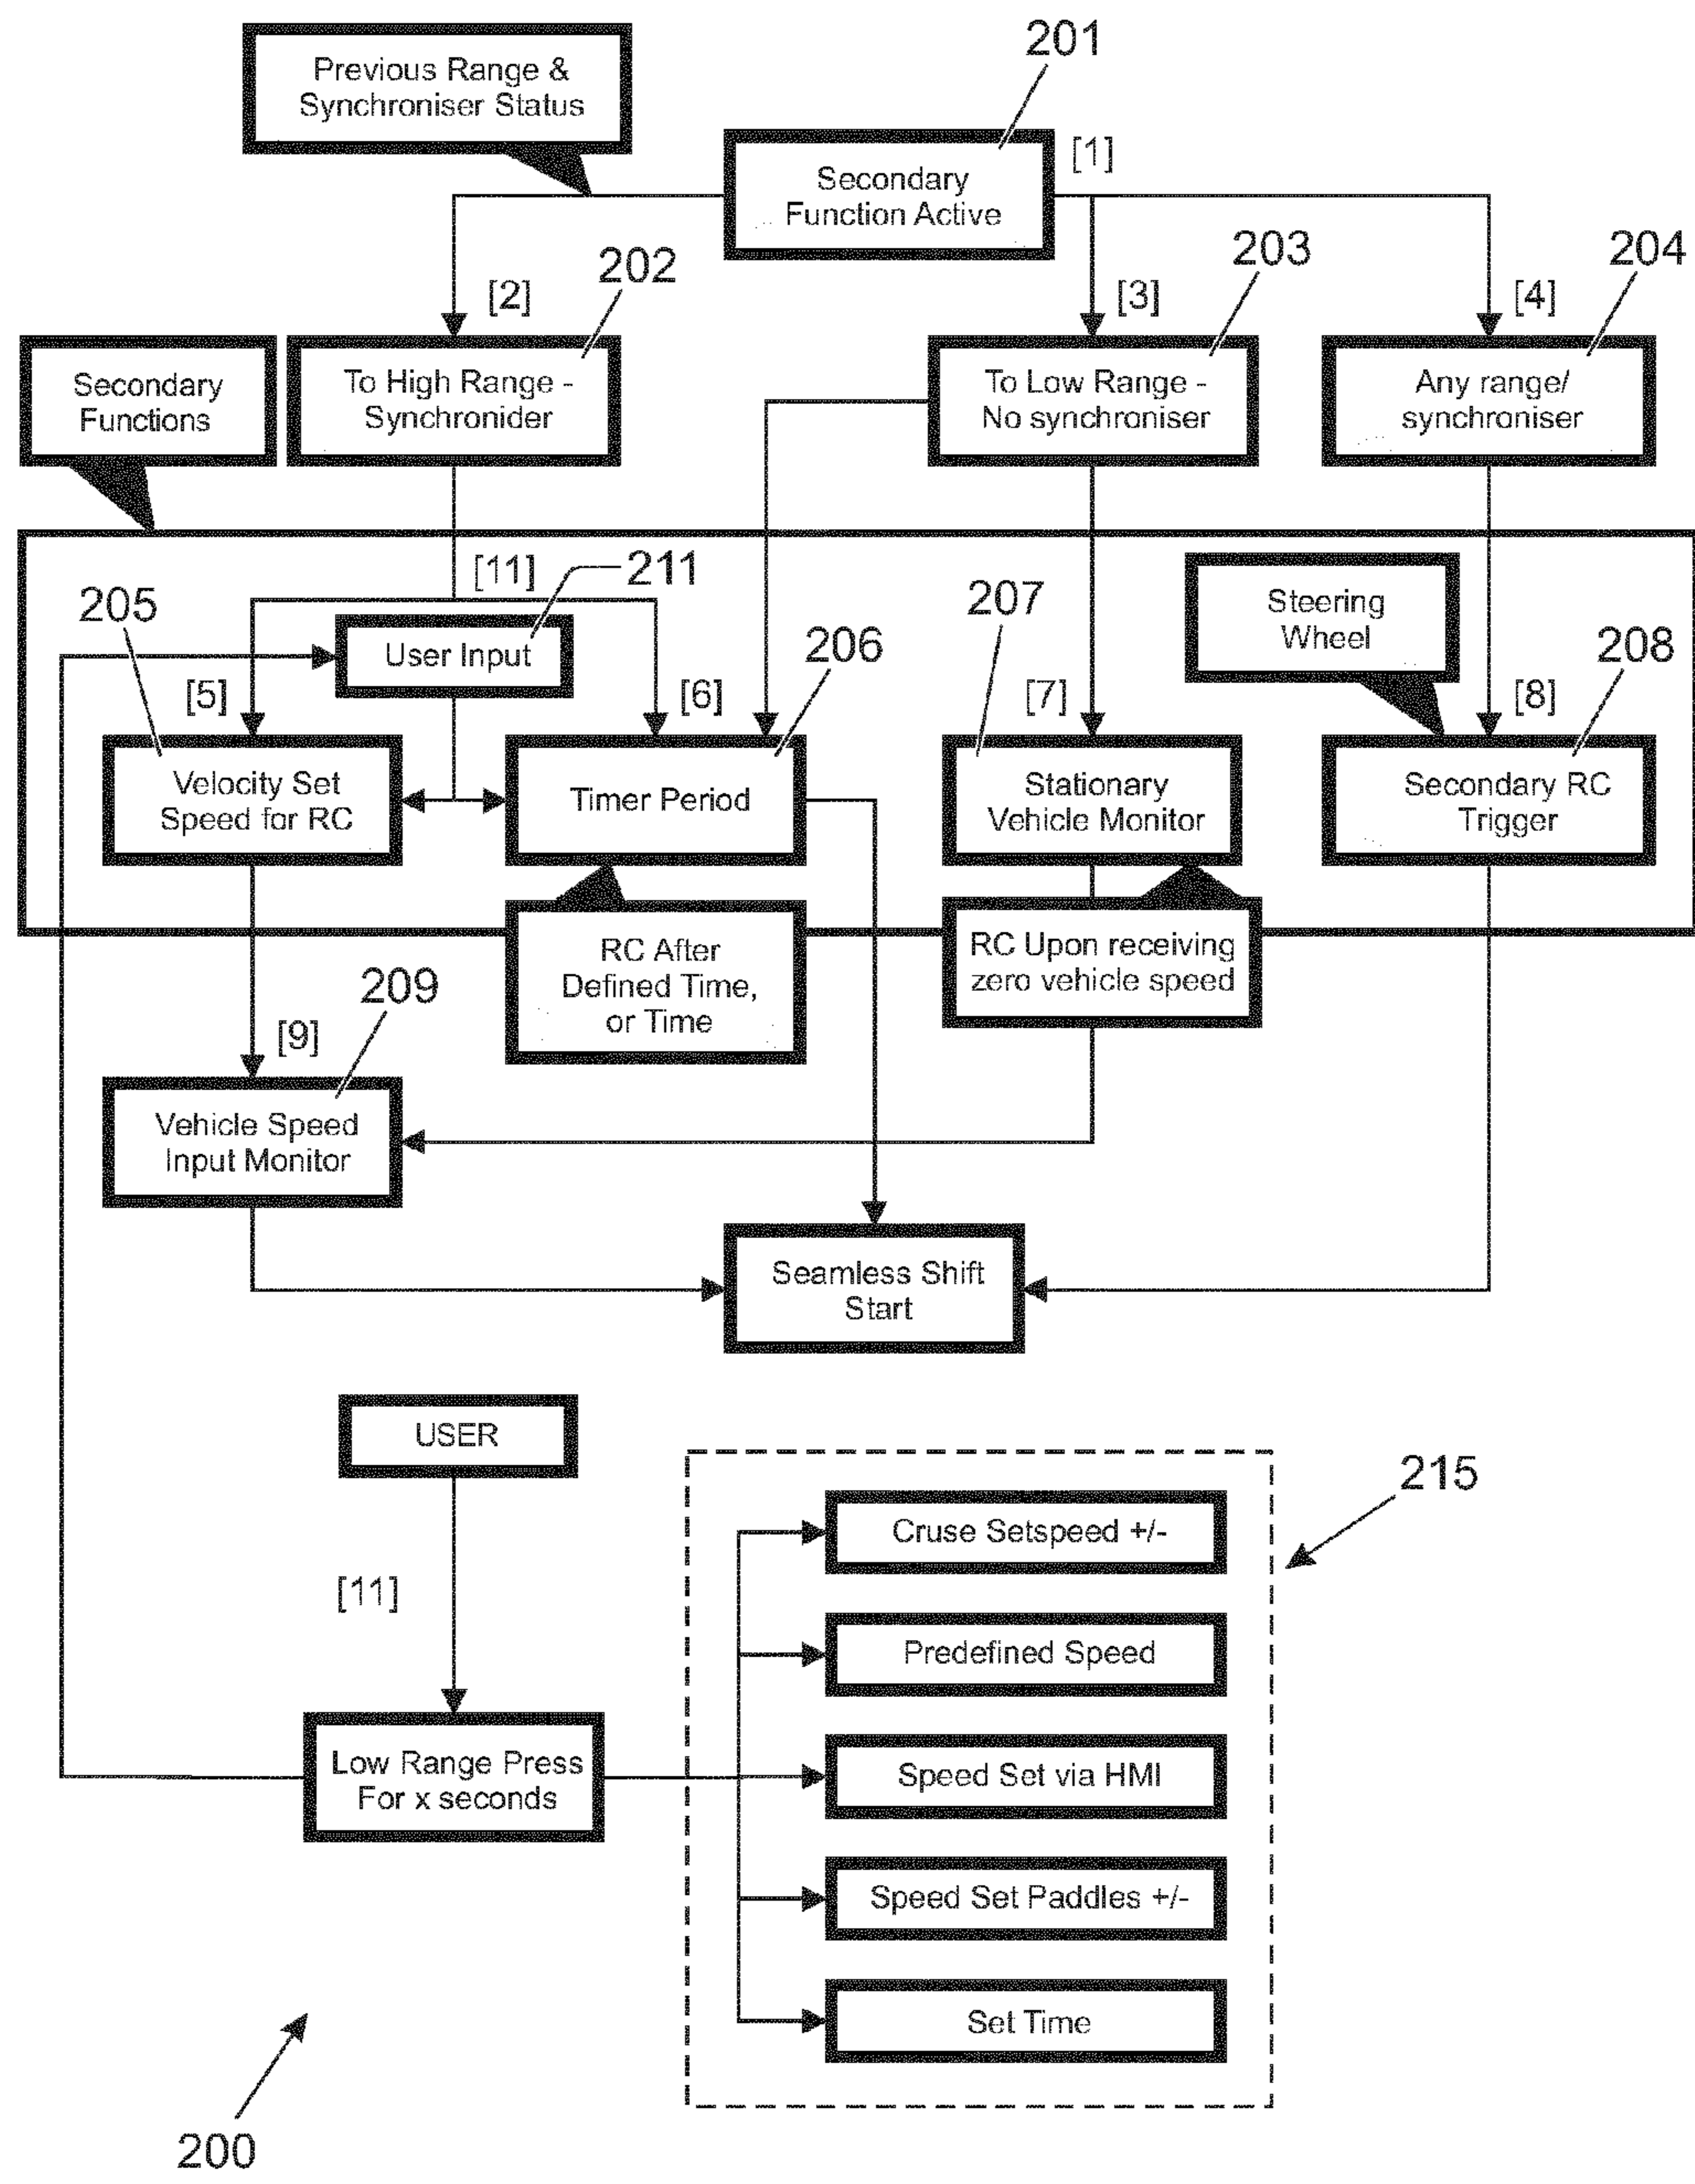 201
Previous Range &
Synchroniser Status
[1]
Secondary
Function Active
202
203
204
[2]
[3]
[4]
Secondary
Functions
To High Range -
Synchronider
To Low Range -
No synchroniser
Any range/
synchroniser
[11]
211
205
207
Steering
Wheel
User Input
206
208
[5]
[6]
[7]
[8]
Velocity Set
Speed for RC
Timer Period
Stationary
Vehicle Monitor
Secondary RC
Trigger
RC After
Defined Time,
or Time
RC Upon receiving
zero vehicle speed
209
[9]
Vehicle Speed
Input Monitor
Seamless Shift
Start
USER
215
Cruse Setspeed +/-
[11]
Predefined Speed
Low Range Press
For x seconds
Speed Set via HMI
Speed Set Paddles +/-
Set Time
200